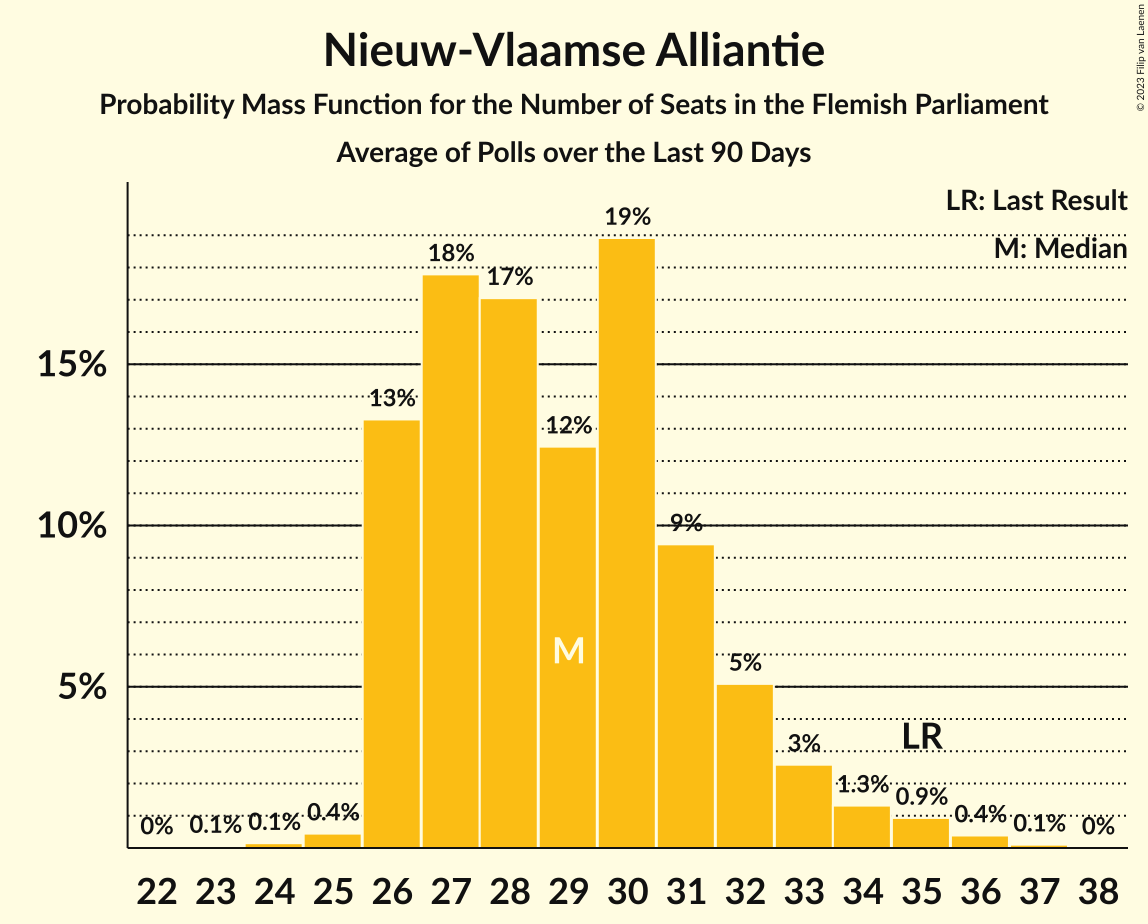 Nieuw-Vlaamse Alliantie
Probability Mass Function for the Number of Seats in the Flemish Parliament
Average of Polls over the Last 90 Days
© 2023 Filip van Laenen
LR: Last Result
M: Median
19%
18%
17%
15%
13%
12%
10%
9%
M
5%
5%
LR
3%
1.3%
0.9%
0% 0.1% 0.1% 0.4%
0.4% 0.1% 0%
22 23 24 25 26 27 28 29 30 31 32 33 34 35 36 37 38